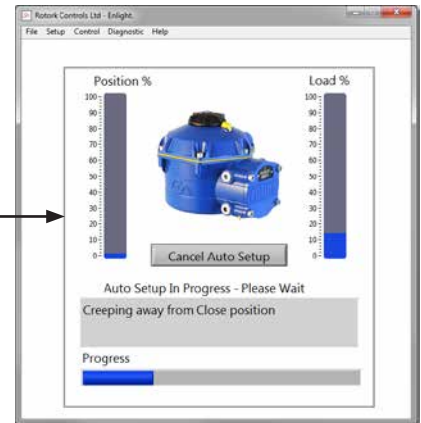 Rotork Controls Ltd - Enlight.
File Setup Control Diagnostic Help
Position % Load %
100 100
90 90
80 80
70 70
60 60
50 50
40 40
30 30
20 20
10 10
0 0
Cancel Auto Setup
Auto Setup In Progress - Please Wait
Creeping away from Close position
Progress